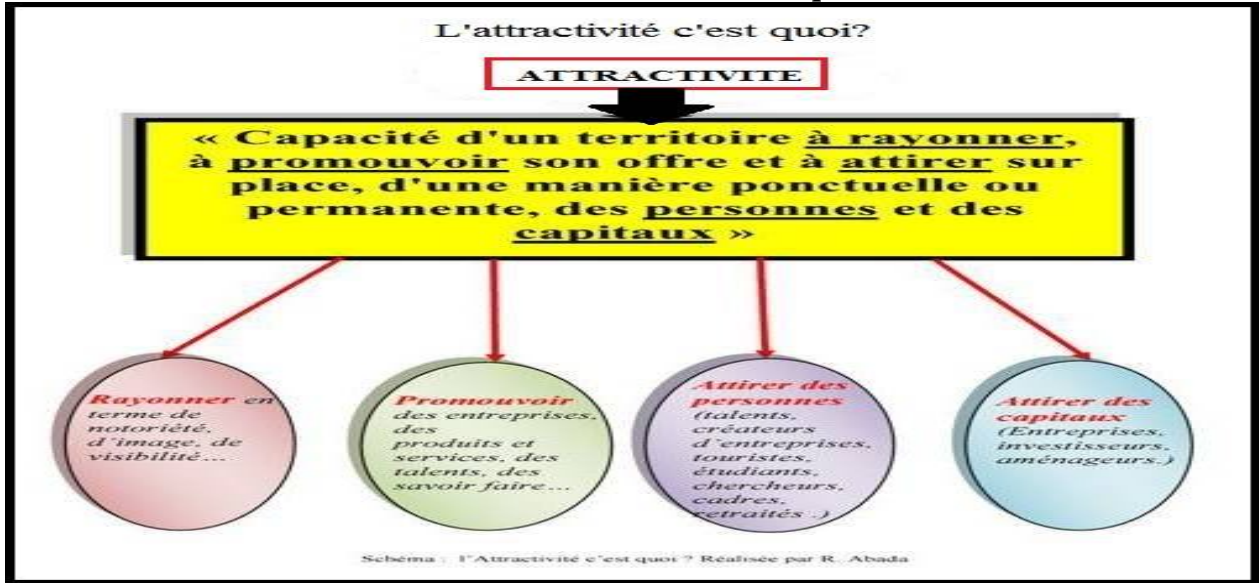 L'attractivité c'est quoi?
ATTRACTIVITE
« Capacité d'un territoire à rayonner,
à promouvoir son offre et à attirer sur
place, d'une manière ponctuelle ou
permanente, des personnes et des
capitaux »
Rayonner en
terme de
notoriété,
d'image, de
visibilité...
Promouvoir
des entreprises,
des
produits et
services, des
talents, des
savoir faire...
Attirer des
personnes
(talents,
créateurs
d'entreprises,
touristes,
étudiants,
chercheurs,
cadres,
retraités .)
Attirer des
capitaux
(Entreprises,
investisseurs,
aménageurs.)
Schéma : l'Attractivité c'est quoi ? Réalisée par R. Abada